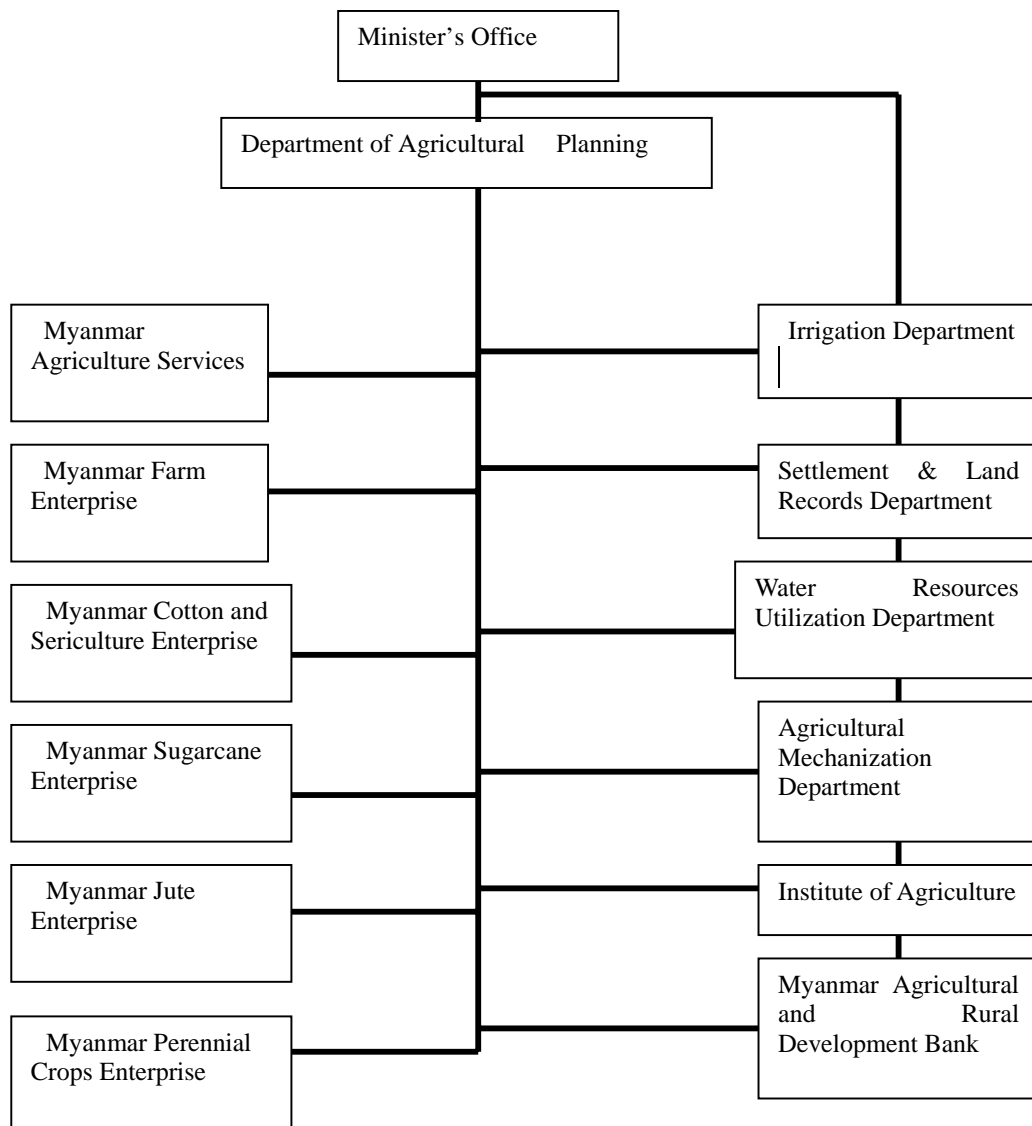 Minister’s Office
Department of Agricultural Planning
Myanmar
Agriculture Services
Irrigation Department
Myanmar Farm
Enterprise
Settlement & Land
Records Department
Myanmar Cotton and
Sericulture Enterprise
Water Resources
Utilization Department
Myanmar Sugarcane
Enterprise
Agricultural
Mechanization
Department
Myanmar Jute
Enterprise
Institute of Agriculture
Myanmar Perennial
Crops Enterprise
Myanmar Agricultural
and Rural
Development Bank